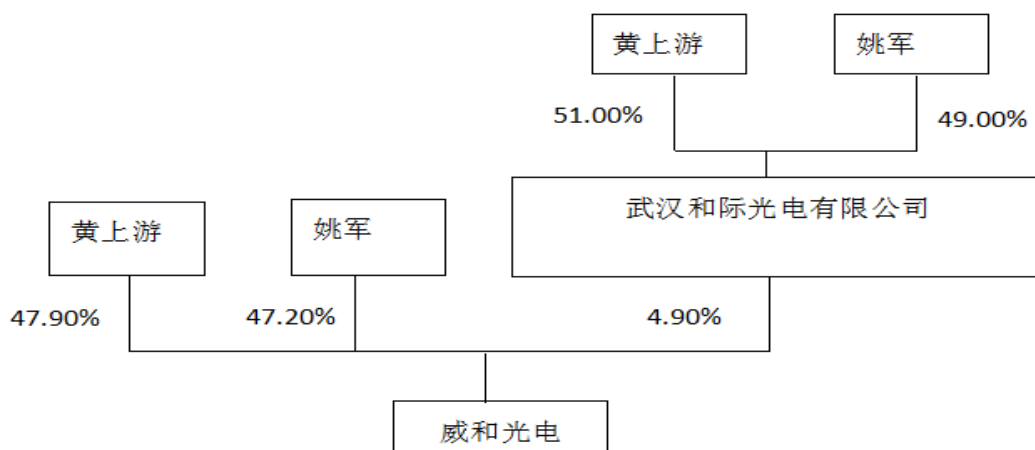 黄上游
姚军
51.00%
49.00%
武汉和际光电有限公司
黄上游
姚军
47.90%
47.20%
4.90%
威和光电